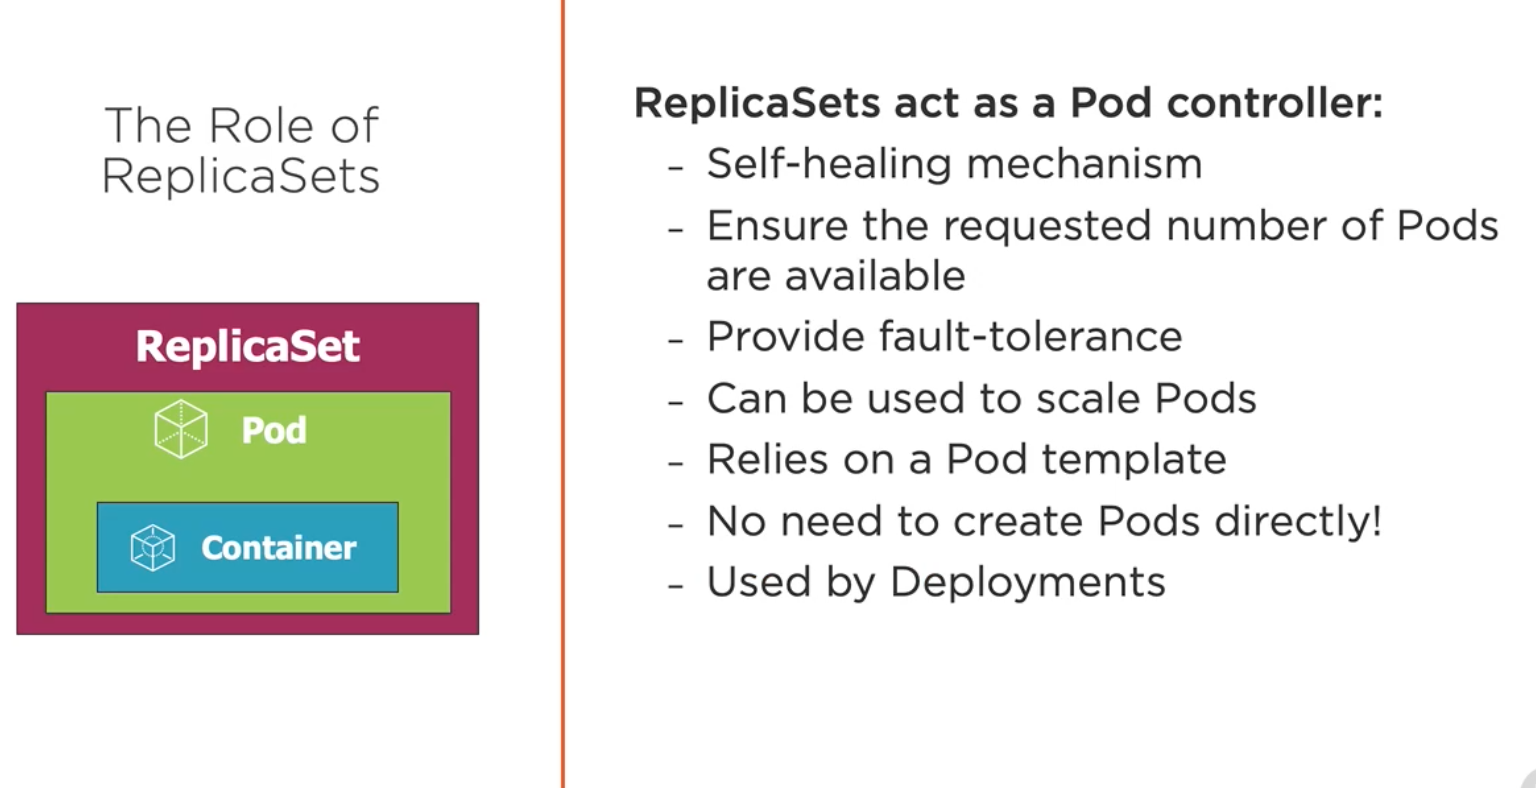 The Role of
ReplicaSets
ReplicaSet
Pod
Container
ReplicaSets act as a Pod controller:
- Self-healing mechanism
- Ensure the requested number of Pods
are available
- Provide fault-tolerance
- Can be used to scale Pods
- Relies on a Pod template
- No need to create Pods directly!
- Used by Deployments